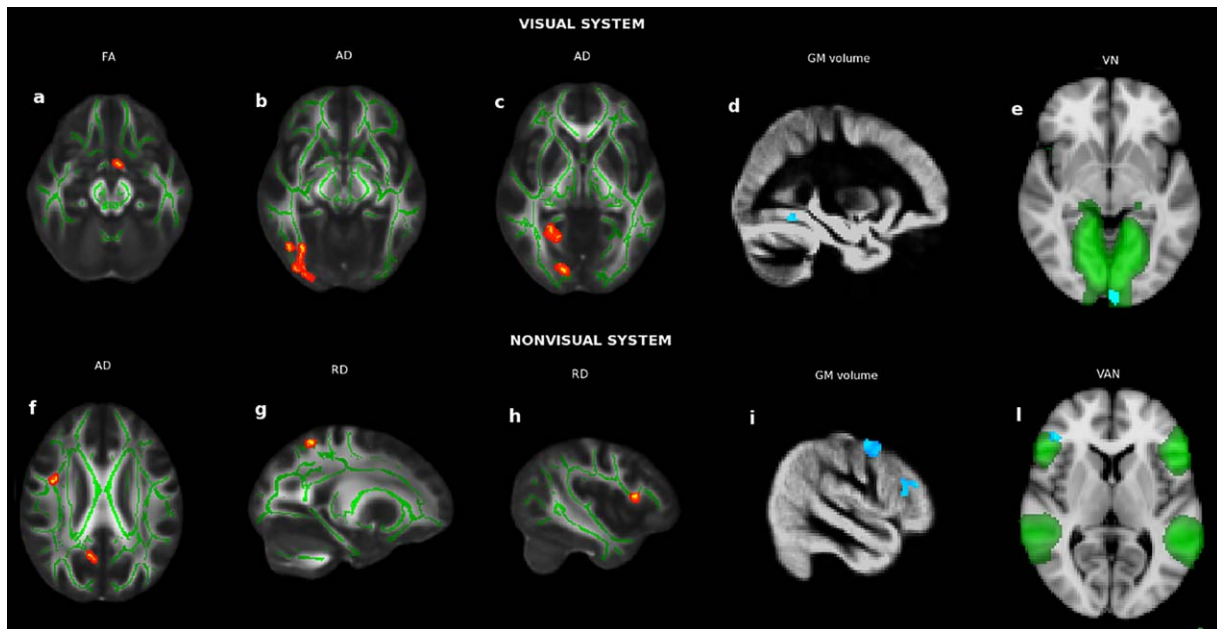 VISUAL SYSTEM
FA
AD
AD
GM volume
VN
a
b
c
d
e
NONVISUAL SYSTEM
AD
RD
RD
GM volume
VAN
f
g
h
i
l